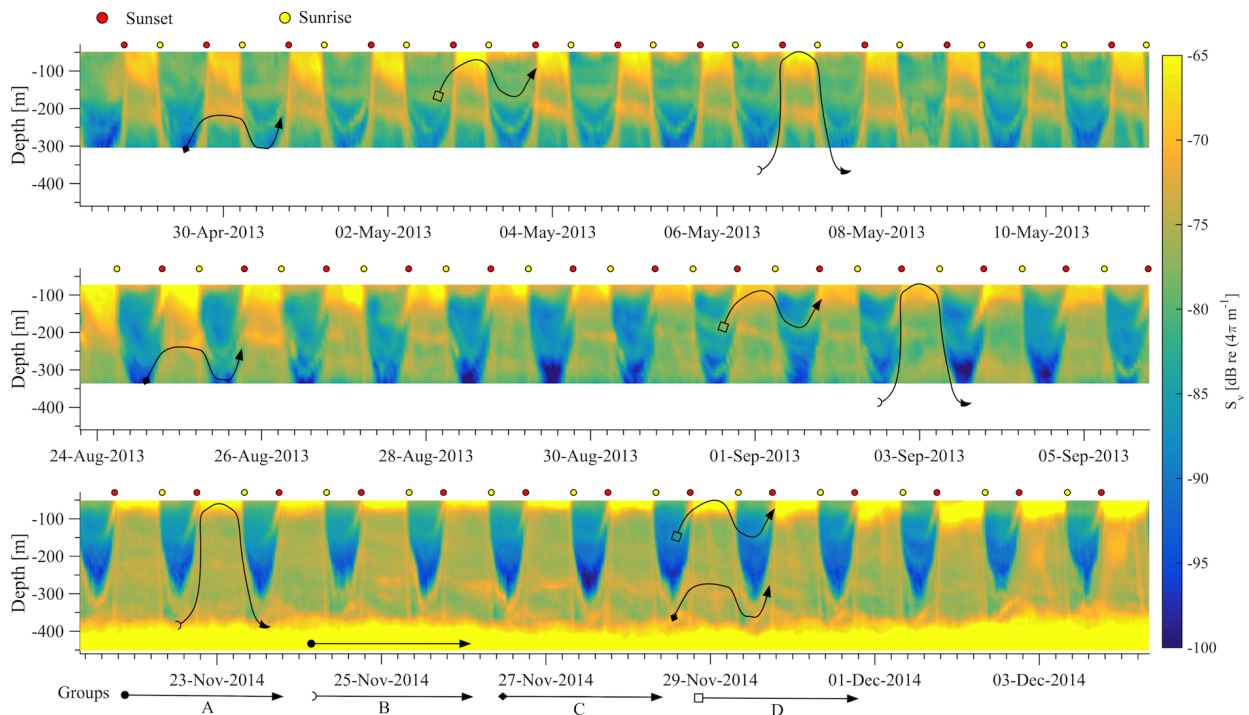 Sunset Sunrise
Depth [m]
-100
-200
-300
-400
30-Apr-2013 02-May-2013 04-May-2013 06-May-2013 08-May-2013 10-May-2013
Depth [m]
-100
-200
-300
-400
24-Aug-2013 26-Aug-2013 28-Aug-2013 30-Aug-2013 01-Sep-2013 03-Sep-2013 05-Sep-2013
Depth [m]
-100
-200
-300
-400
23-Nov-2014 25-Nov-2014 27-Nov-2014 29-Nov-2014 01-Dec-2014 03-Dec-2014
Groups A B C D
-65
-70
-75
-80
-85
-90
-95
-100
Sv [dB re (4π m-1]